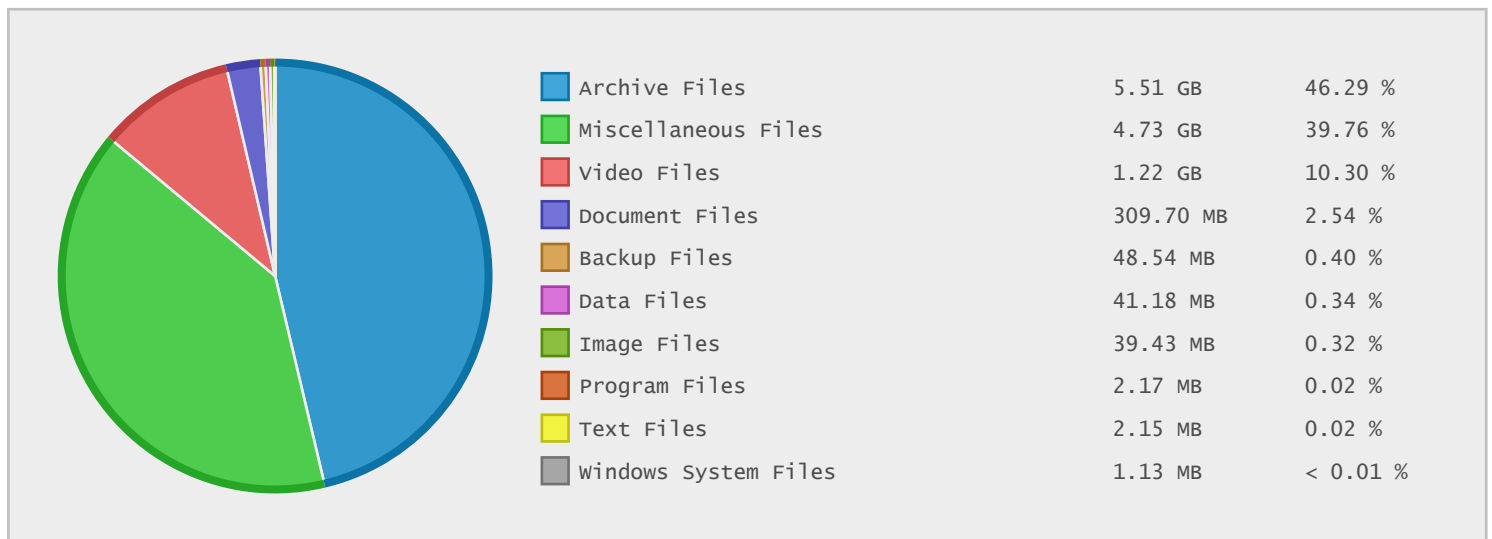 Archive Files 5.51 GB 46.29 %
Miscellaneous Files 4.73 GB 39.76 %
Video Files 1.22 GB 10.30 %
Document Files 309.70 MB 2.54 %
Backup Files 48.54 MB 0.40 %
Data Files 41.18 MB 0.34 %
Image Files 39.43 MB 0.32 %
Program Files 2.17 MB 0.02 %
Text Files 2.15 MB 0.02 %
Windows System Files 1.13 MB < 0.01 %